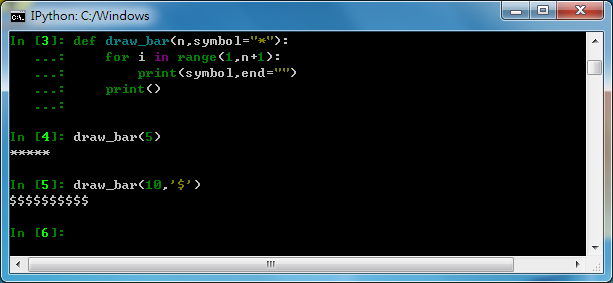 IPython: C:/Windows
In [3]: def draw_bar(n,symbol="*"):
   ...:     for i in range(1,n+1):
   ...:         print(symbol,end="")
   ...:     print()
   ...:
In [4]: draw_bar(5)
*****
In [5]: draw_bar(10,'$')
$$$$$$$$$$
In [6]: